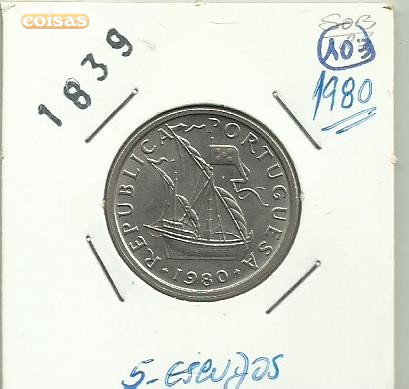 coisas
SOB
103
1839
1980
REPUBLICA PORTUGUESA
1980
5-ESCUDOS